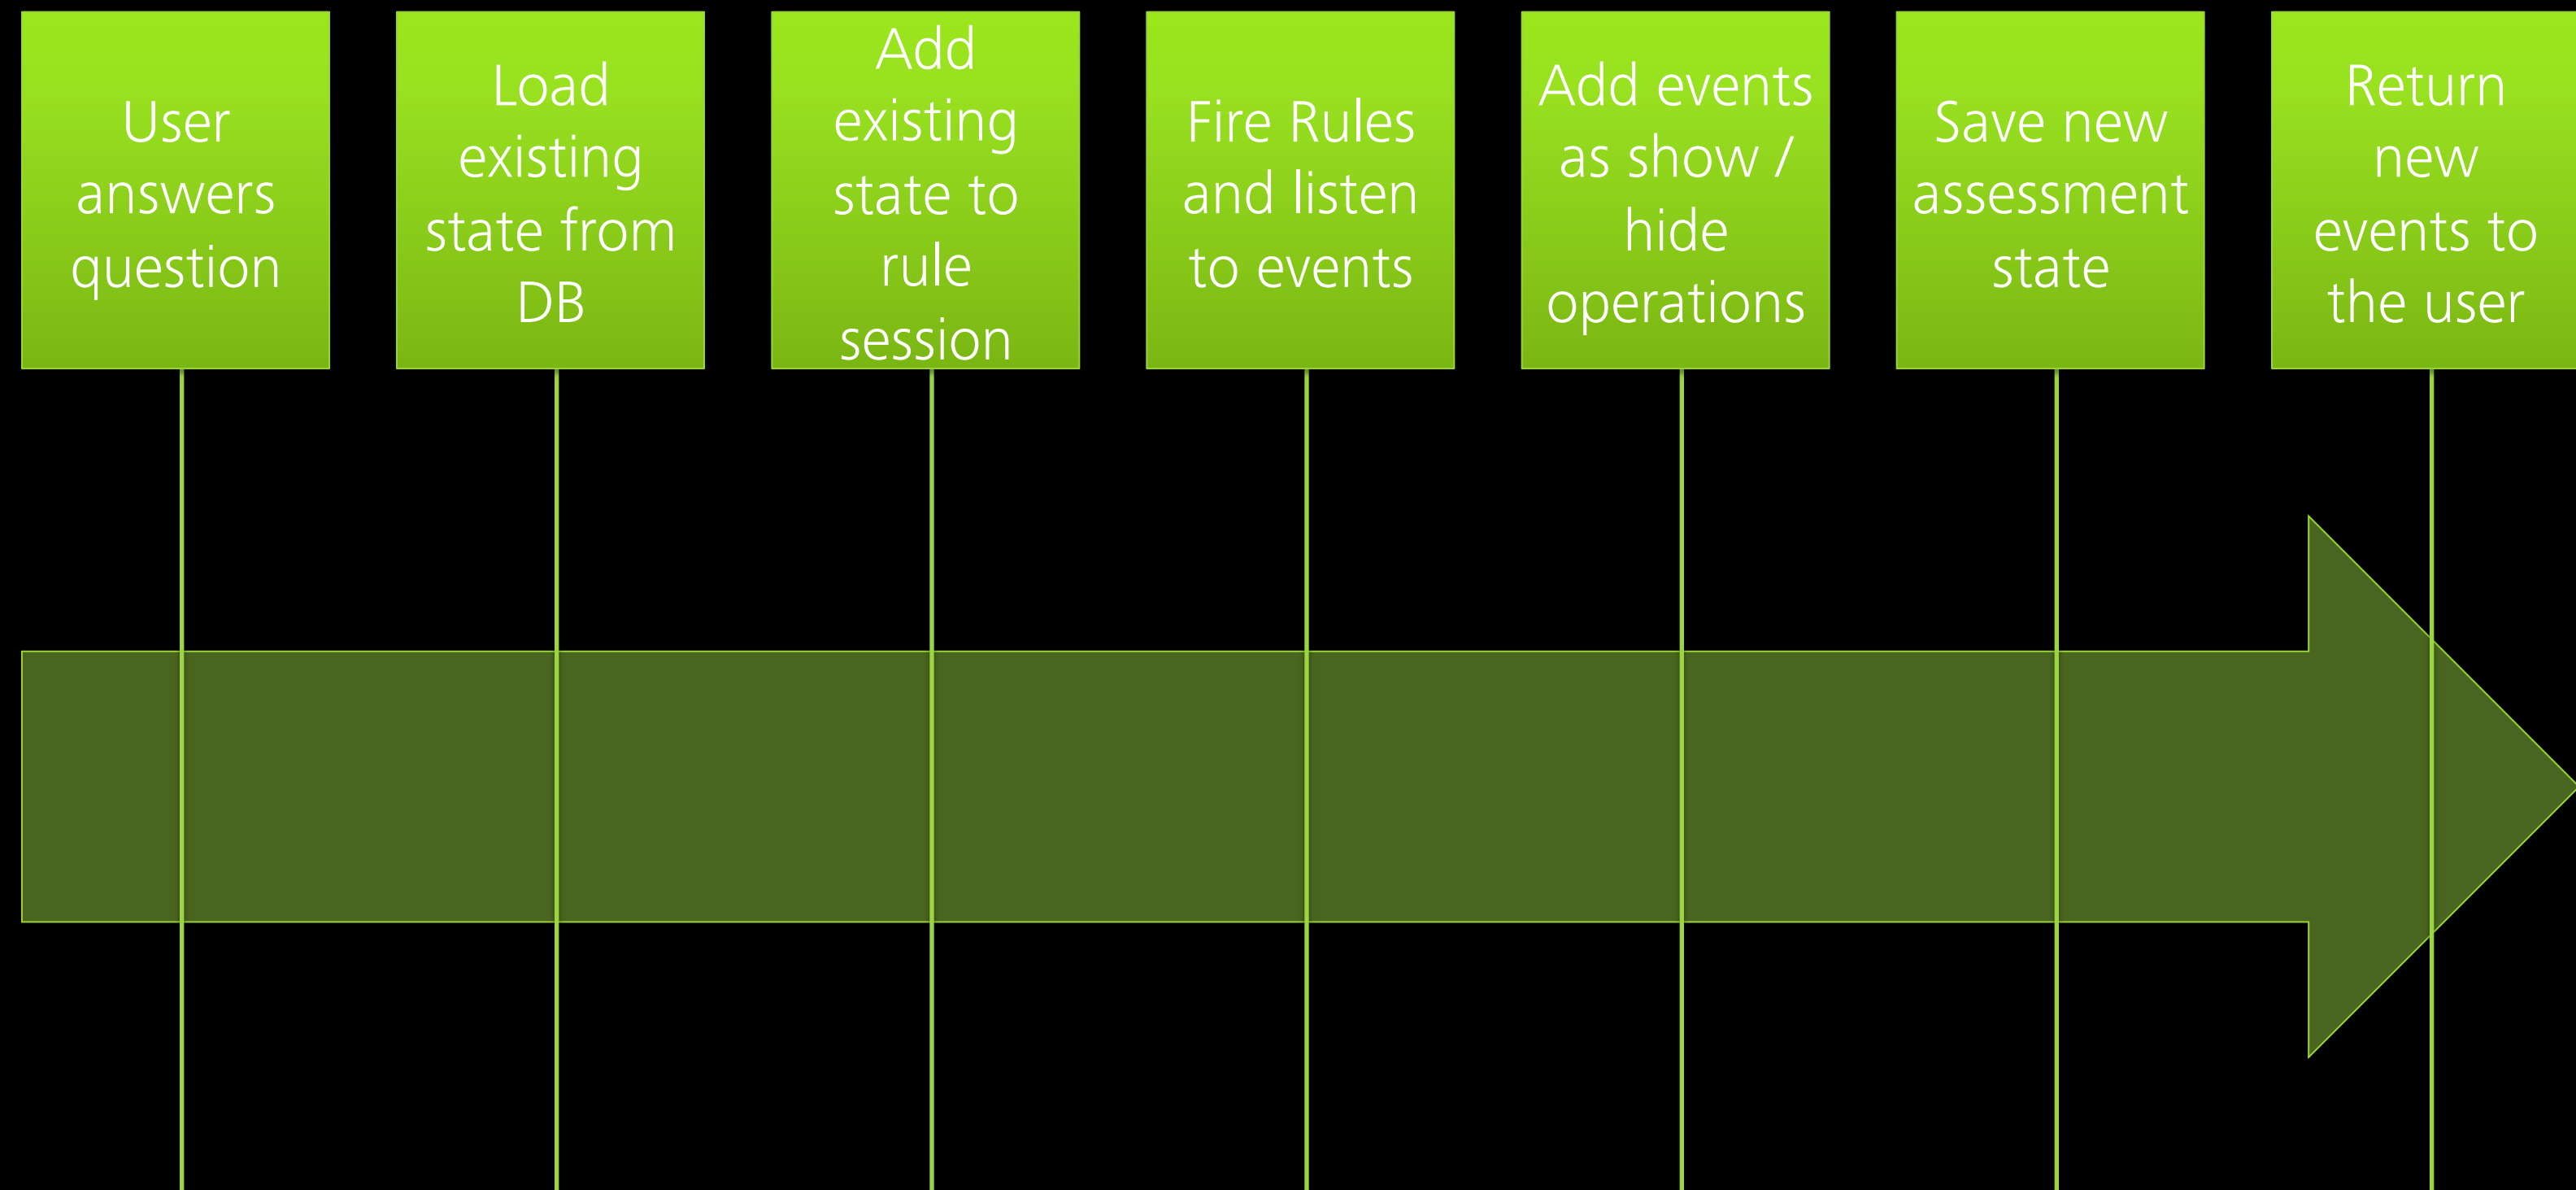 User
answers
question
Load
existing
state from
DB
Add
existing
state to
rule
session
Fire Rules
and listen
to events
Add events
as show /
hide
operations
Save new
assessment
state
Return
new
events to
the user